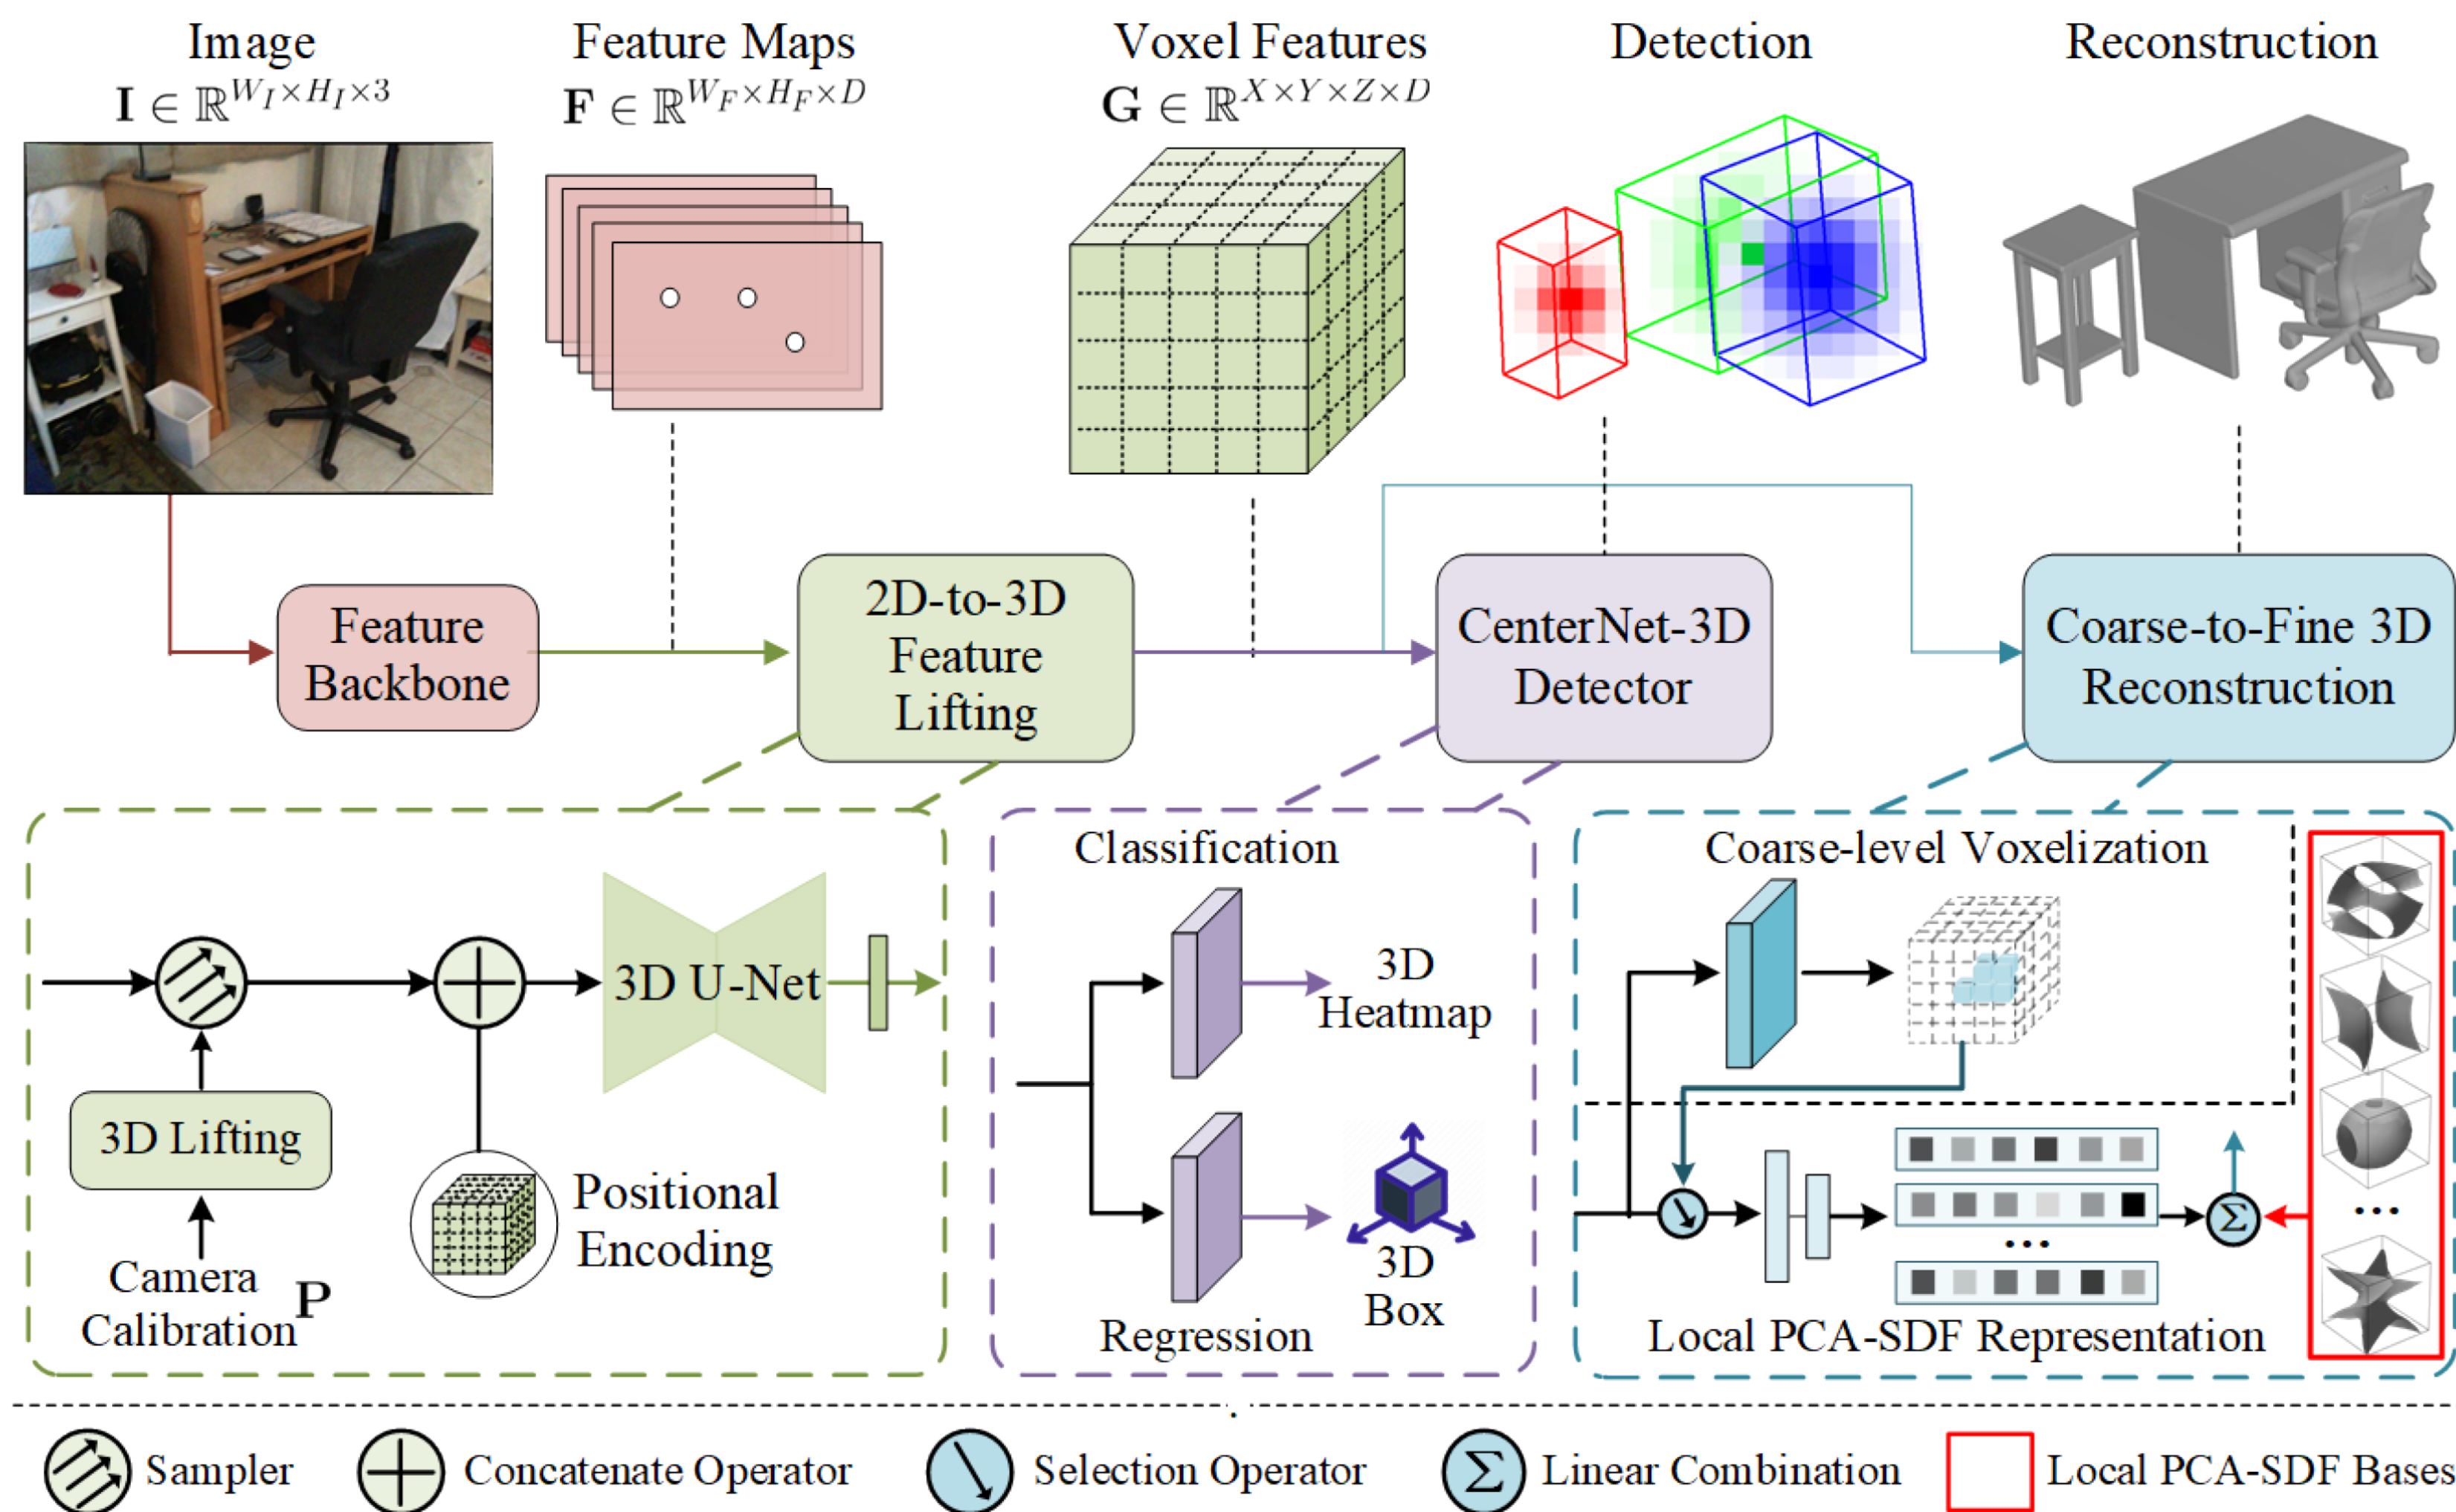 Image
I ∈ ℝ^{W_I×H_I×3}
Feature Maps
F ∈ ℝ^{W_F×H_F×D}
Voxel Features
G ∈ ℝ^{X×Y×Z×D}
Detection
Reconstruction
Feature
Backbone
2D-to-3D
Feature
Lifting
CenterNet-3D
Detector
Coarse-to-Fine 3D
Reconstruction
3D U-Net
3D Lifting
Camera
Calibration P
Positional
Encoding
Classification
3D
Heatmap
3D
Box
Regression
Coarse-level Voxelization
Σ
...
...
Local PCA-SDF Representation
Sampler
Concatenate Operator
Selection Operator
Σ Linear Combination
Local PCA-SDF Bases